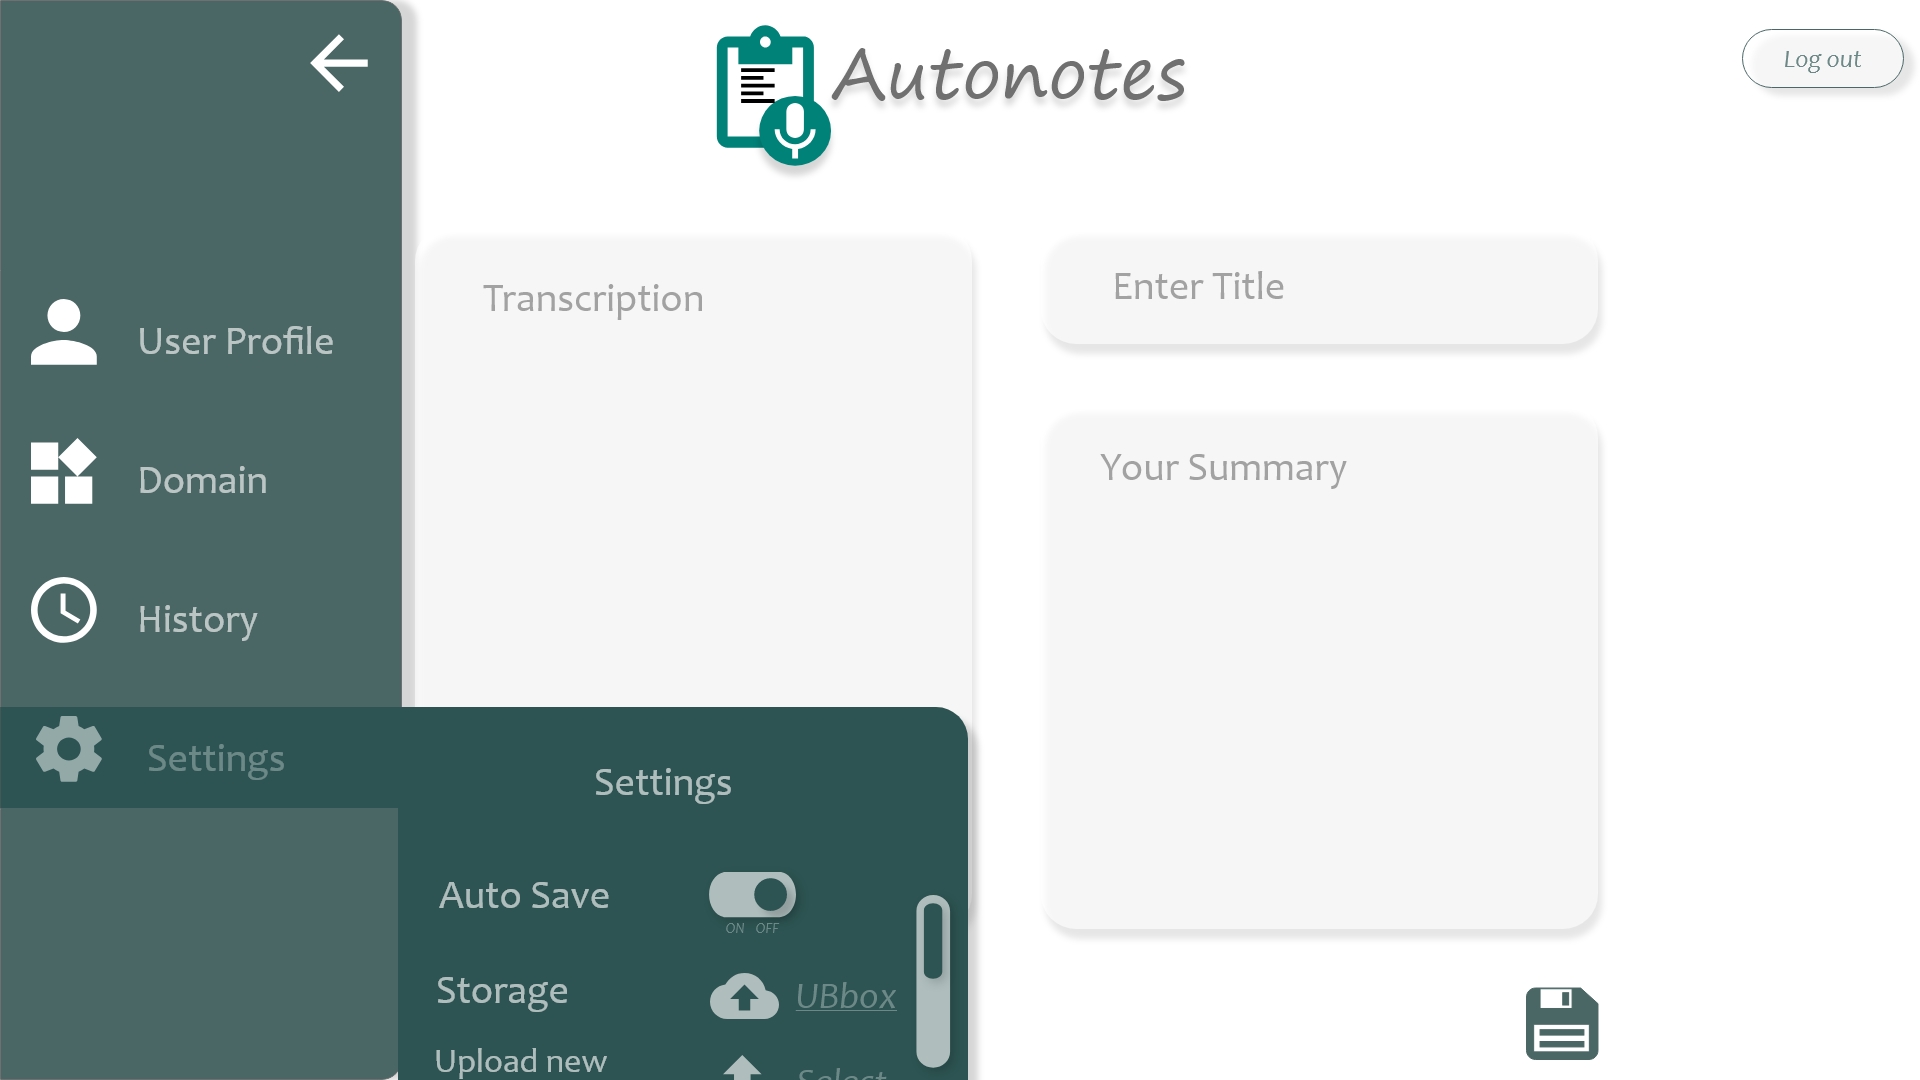 Autonotes
Log out
User Profile
Domain
History
Settings
Transcription
Enter Title
Your Summary
Settings
Auto Save
ON OFF
Storage
UBbox
Upload new
Select